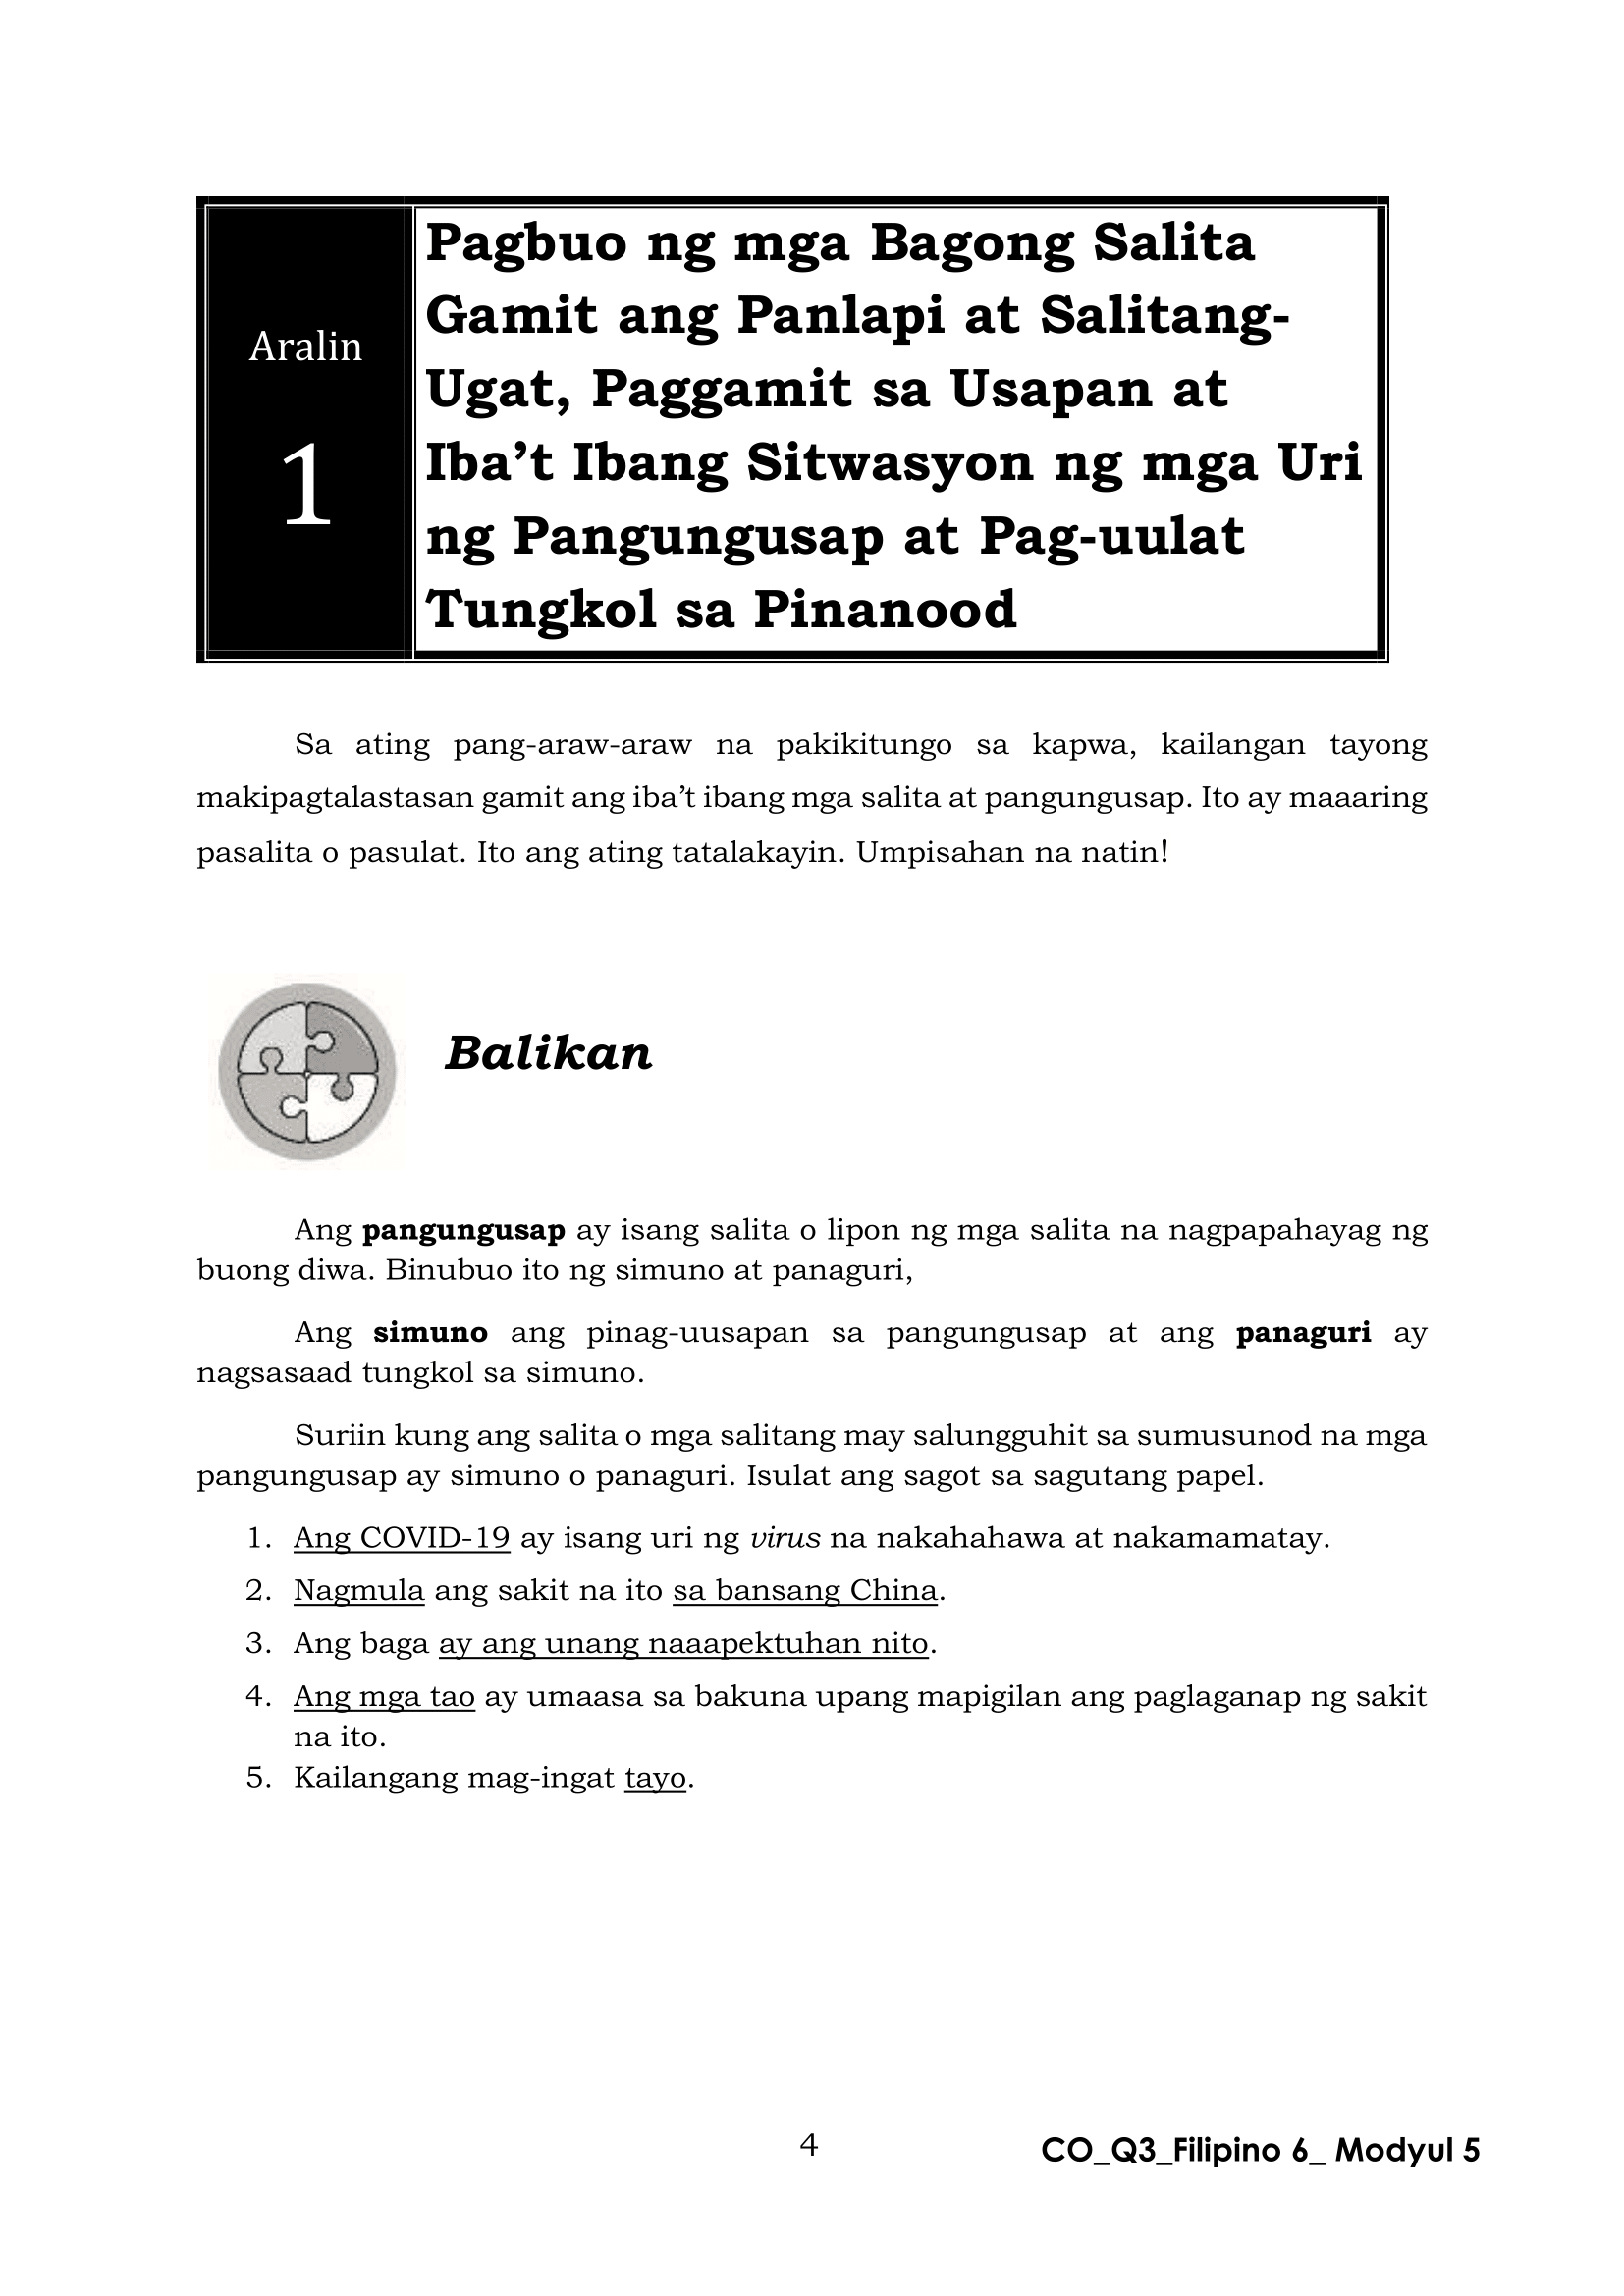 Aralin
1
Pagbuo ng mga Bagong Salita
Gamit ang Panlapi at Salitang-
Ugat, Paggamit sa Usapan at
Iba’t Ibang Sitwasyon ng mga Uri
ng Pangungusap at Pag-uulat
Tungkol sa Pinanood
Sa ating pang-araw-araw na pakikitungo sa kapwa, kailangan tayong
makipagtalastasan gamit ang iba’t ibang mga salita at pangungusap. Ito ay maaaring
pasalita o pasulat. Ito ang ating tatalakayin. Umpisahan na natin!
Balikan
Ang pangungusap ay isang salita o lipon ng mga salita na nagpapahayag ng
buong diwa. Binubuo ito ng simuno at panaguri,
Ang simuno ang pinag-uusapan sa pangungusap at ang panaguri ay
nagsasaad tungkol sa simuno.
Suriin kung ang salita o mga salitang may salungguhit sa sumusunod na mga
pangungusap ay simuno o panaguri. Isulat ang sagot sa sagutang papel.
1. Ang COVID-19 ay isang uri ng virus na nakahahawa at nakamamatay.
2. Nagmula ang sakit na ito sa bansang China.
3. Ang baga ay ang unang naaapektuhan nito.
4. Ang mga tao ay umaasa sa bakuna upang mapigilan ang paglaganap ng sakit
na ito.
5. Kailangang mag-ingat tayo.
4
CO_Q3_Filipino 6_ Modyul 5